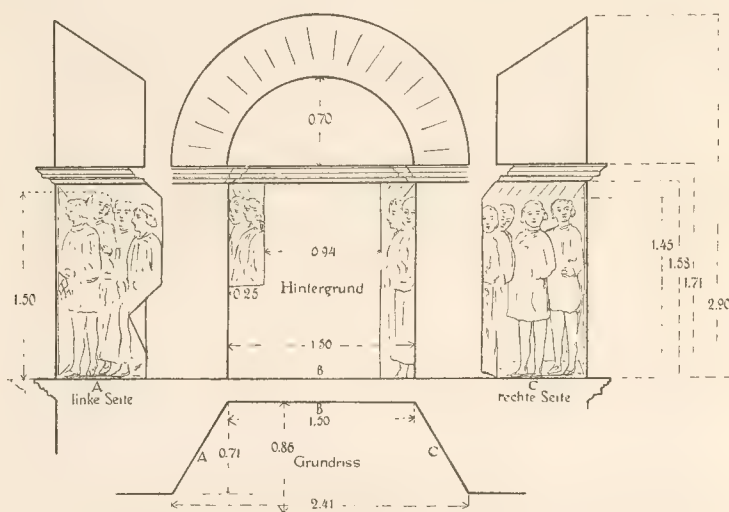 0.70
0.94
1.50
0.25
Hintergrund
1.50
B
1.45
1.58
1.71
2.90
A
linke Seite
C
rechte Seite
B
1.50
A
0.71
0.86
C
Grundriss
2.41